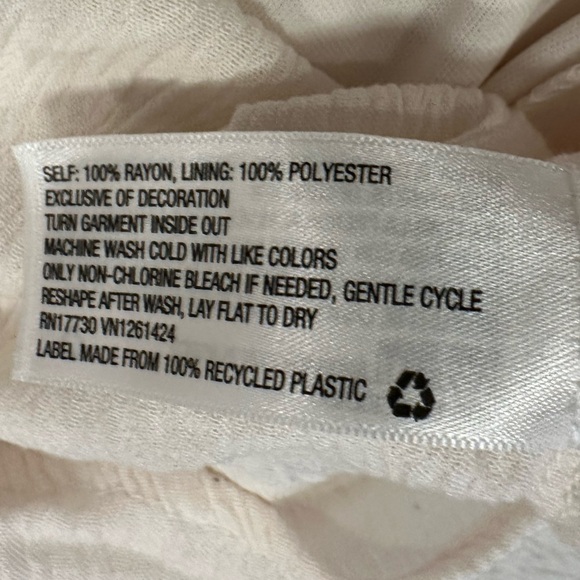 SELF: 100% RAYON, LINING: 100% POLYESTER
EXCLUSIVE OF DECORATION
TURN GARMENT INSIDE OUT
MACHINE WASH COLD WITH LIKE COLORS
ONLY NON-CHLORINE BLEACH IF NEEDED, GENTLE CYCLE
RESHAPE AFTER WASH, LAY FLAT TO DRY
RN17730 VN1261424
LABEL MADE FROM 100% RECYCLED PLASTIC